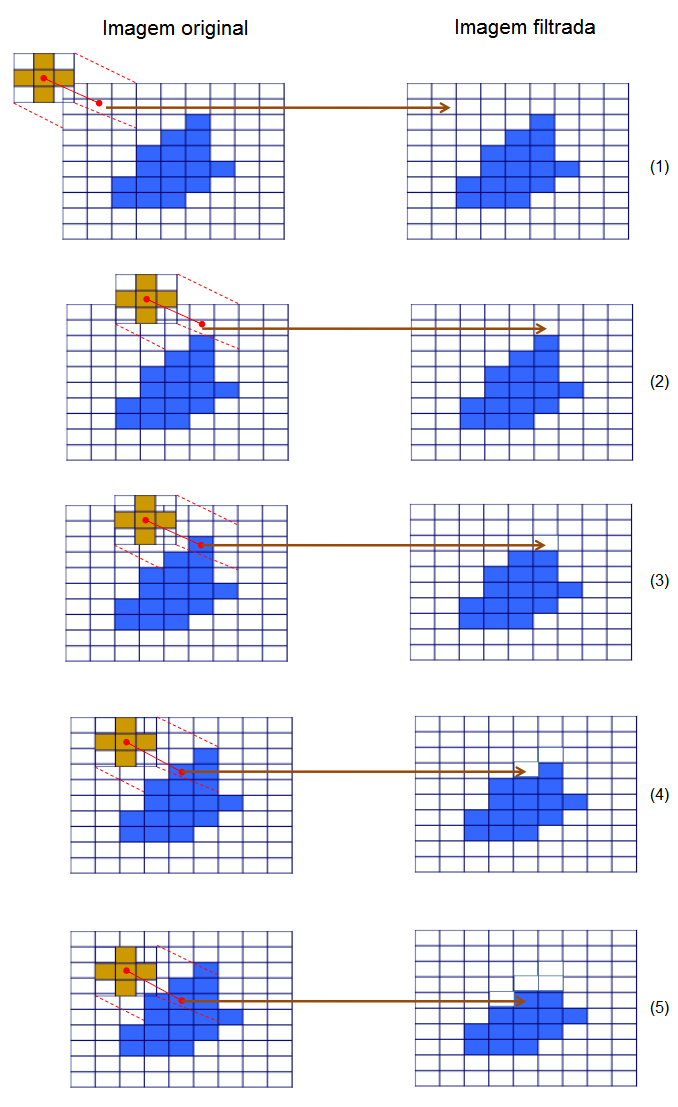 Imagem original
Imagem filtrada
(1)
(2)
(3)
(4)
(5)